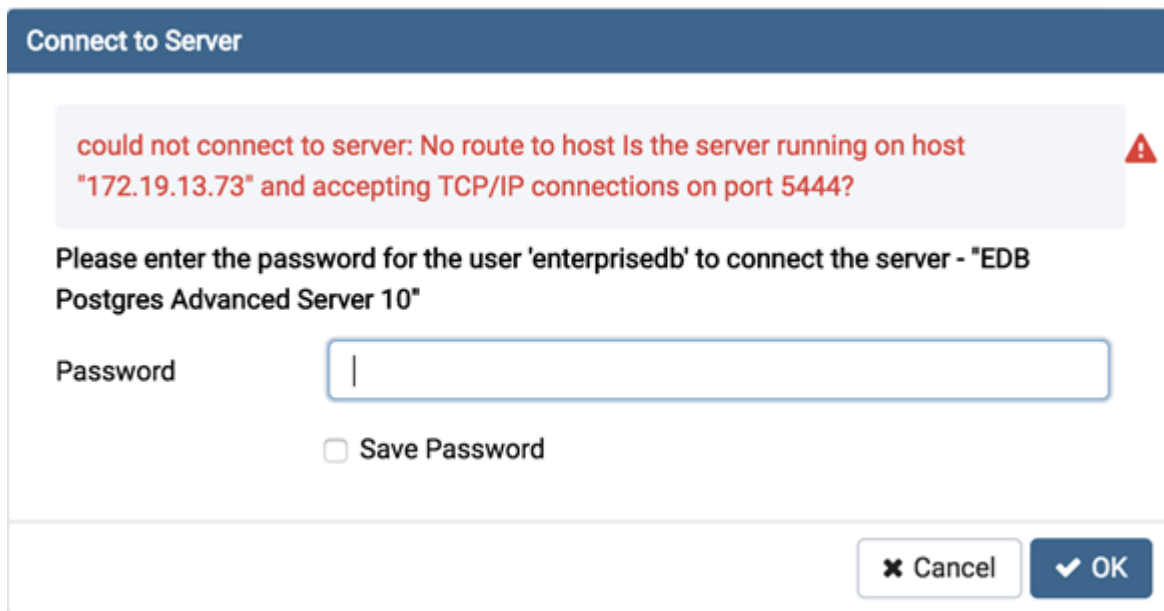 Connect to Server
could not connect to server: No route to host Is the server running on host
"172.19.13.73" and accepting TCP/IP connections on port 5444?
Please enter the password for the user 'enterprisedb' to connect the server - "EDB
Postgres Advanced Server 10"
Password
Save Password
Cancel
OK